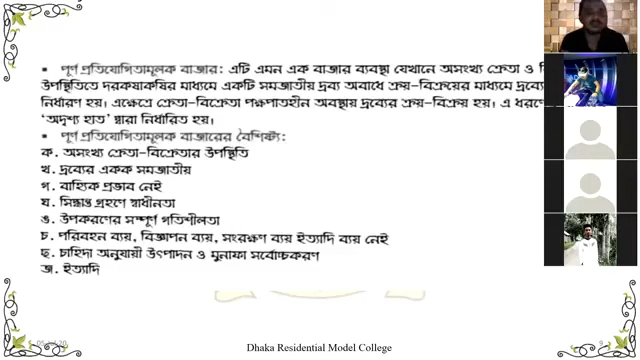 • পূর্ণ প্রতিযোগিতামূলক বাজার: এটি এমন এক বাজার ব্যবস্থা যেখানে অসংখ্য ক্রেতা ও
উপস্থিতিতে দরকষাকষির মাধ্যমে একটি সমজাতীয় দ্রব্য অবাধে ক্রয়-বিক্রয়ের মাধ্যমে দ্রব্যে
নির্ধারণ হয়। এক্ষেত্রে ক্রেতা-বিক্রেতা পক্ষপাতহীন অবস্থায় দ্রব্যের ক্রয়-বিক্রয় হয়। এ ধরণে
'অদৃশ্য হাত' দ্বারা নির্ধারিত হয়।
• পূর্ণ প্রতিযোগিতামূলক বাজারের বৈশিষ্ট্য:
ক. অসংখ্য ক্রেতা-বিক্রেতার উপস্থিতি
খ. দ্রব্যের একক সমজাতীয়
গ. বাহ্যিক প্রভাব নেই
ঘ. সিদ্ধান্ত গ্রহণে স্বাধীনতা
ঙ. উপকরণের সম্পূর্ণ গতিশীলতা
চ. পরিবহন ব্যয়, বিজ্ঞাপন ব্যয়, সংরক্ষণ ব্যয় ইত্যাদি ব্যয় নেই
ছ. চাহিদা অনুযায়ী উৎপাদন ও মুনাফা সর্বোচ্চকরণ
জ. ইত্যাদি
Dhaka Residential Model College
9